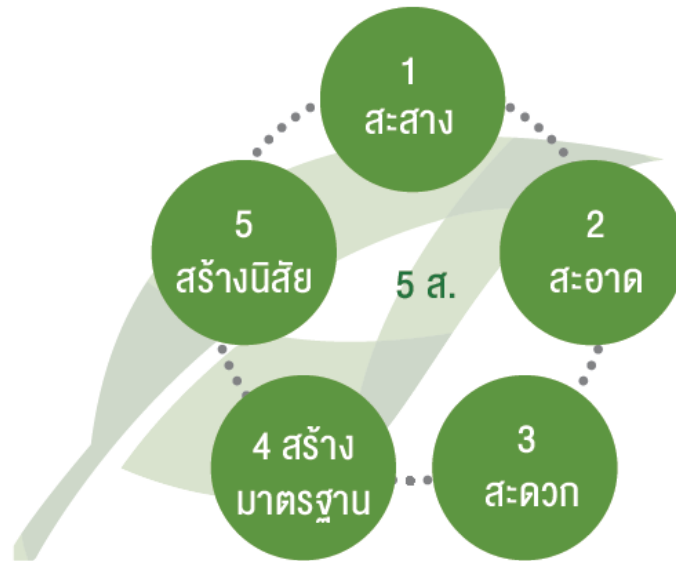 1
สะสาง
2
สะอาด
3
สะดวก
4 สร้าง
มาตรฐาน
5
สร้างนิสัย
5 ส.